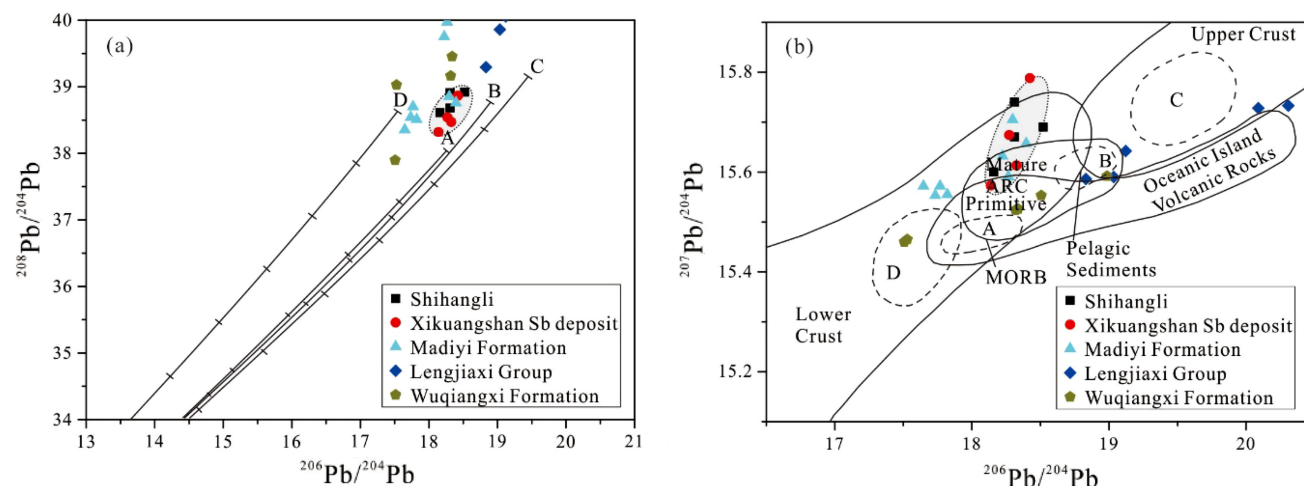 (a)
40
39
38
37
36
35
34
²⁰⁸Pb/²⁰⁴Pb
D
C
B
A
Shihangli
Xikuangshan Sb deposit
Madiyi Formation
Lengjiaxi Group
Wuqiangxi Formation
13
14
15
16
17
18
19
20
21
²⁰⁶Pb/²⁰⁴Pb
(b)
15.8
15.6
15.4
15.2
²⁰⁷Pb/²⁰⁴Pb
Upper Crust
C
B
Mature
ARC
Primitive
A
D
Oceanic Island
Volcanic Rocks
Pelagic
Sediments
MORB
Lower
Crust
Shihangli
Xikuangshan Sb deposit
Madiyi Formation
Lengjiaxi Group
Wuqiangxi Formation
17
18
19
20
²⁰⁶Pb/²⁰⁴Pb